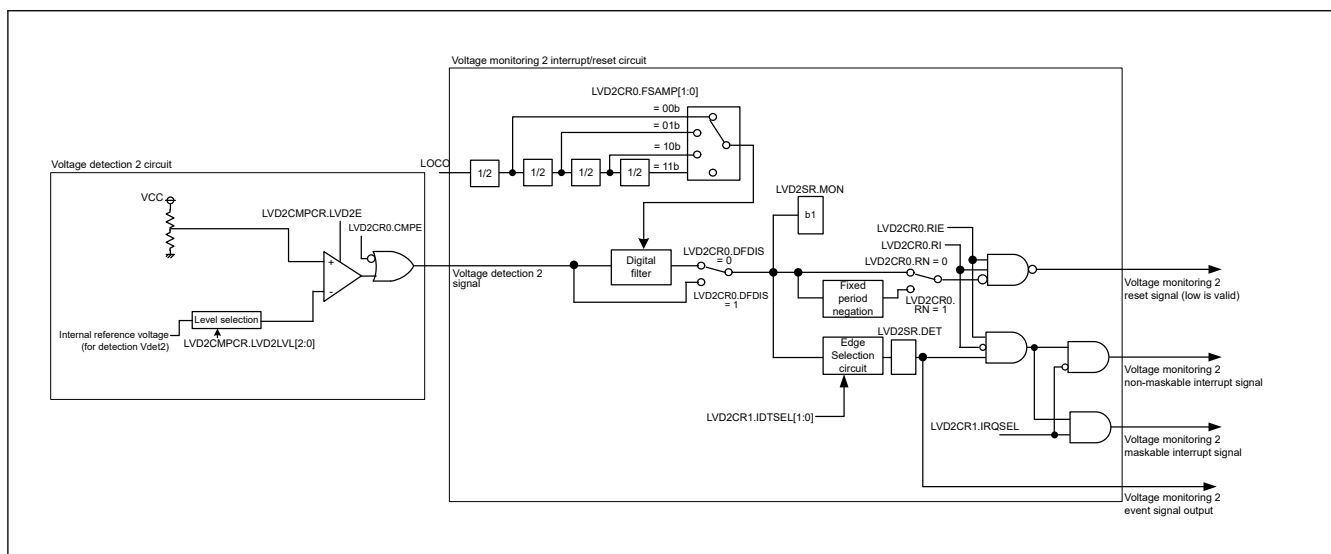 Voltage monitoring 2 interrupt/reset circuit
LVD2CR0.FSAMP[1:0]
= 00b
= 01b
= 10b
= 11b
LOCO
1/2
1/2
1/2
1/2
Voltage detection 2 circuit
VCC
LVD2CMPCR.LVD2E
LVD2CR0.CMPE
+
-
Level selection
Internal reference voltage
(for detection Vdet2)
LVD2CMPCR.LVD2LVL[2:0]
Voltage detection 2
signal
Digital
filter
LVD2CR0.DFDIS
= 0
LVD2CR0.DFDIS
= 1
LVD2SR.MON
b1
LVD2CR0.RIE
LVD2CR0.RI
LVD2CR0.RN = 0
Fixed
period
negation
LVD2CR0.
RN = 1
Voltage monitoring 2
reset signal (low is valid)
LVD2SR.DET
Edge
Selection
circuit
LVD2CR1.IDTSEL[1:0]
LVD2CR1.IRQSEL
Voltage monitoring 2
non-maskable interrupt signal
Voltage monitoring 2
maskable interrupt signal
Voltage monitoring 2
event signal output